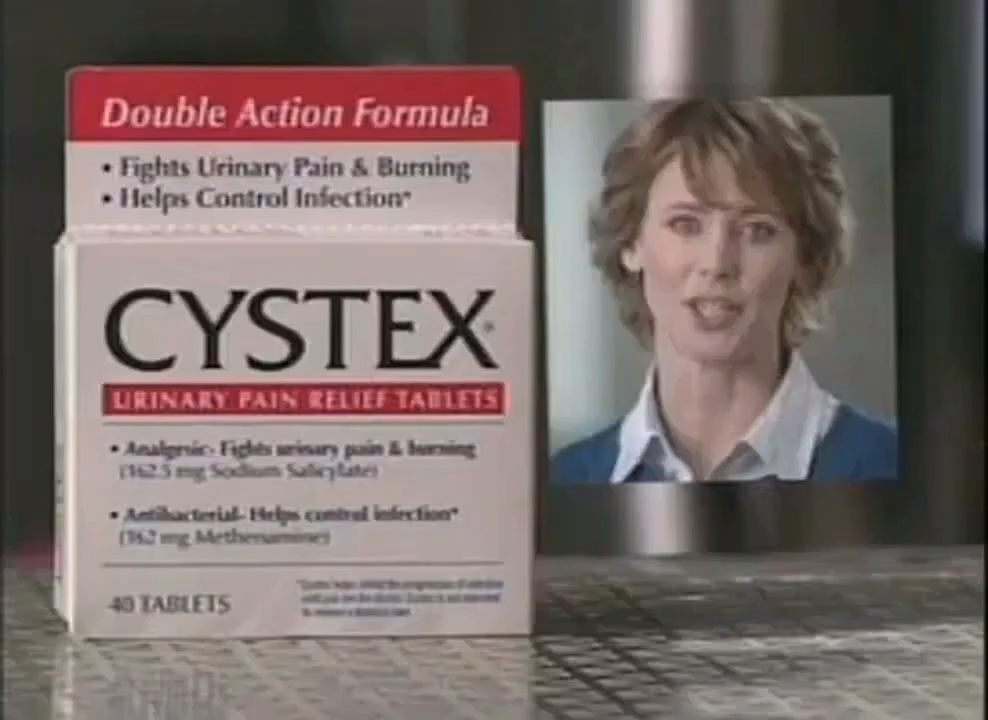 Double Action Formula
• Fights Urinary Pain & Burning
• Helps Control Infection*
CYSTEX®
URINARY PAIN RELIEF TABLETS
• Analgesic- Fights urinary pain & burning
(162.5 mg Sodium Salicylate)
• Antibacterial- Helps control infection*
(162 mg Methenamine)
40 TABLETS